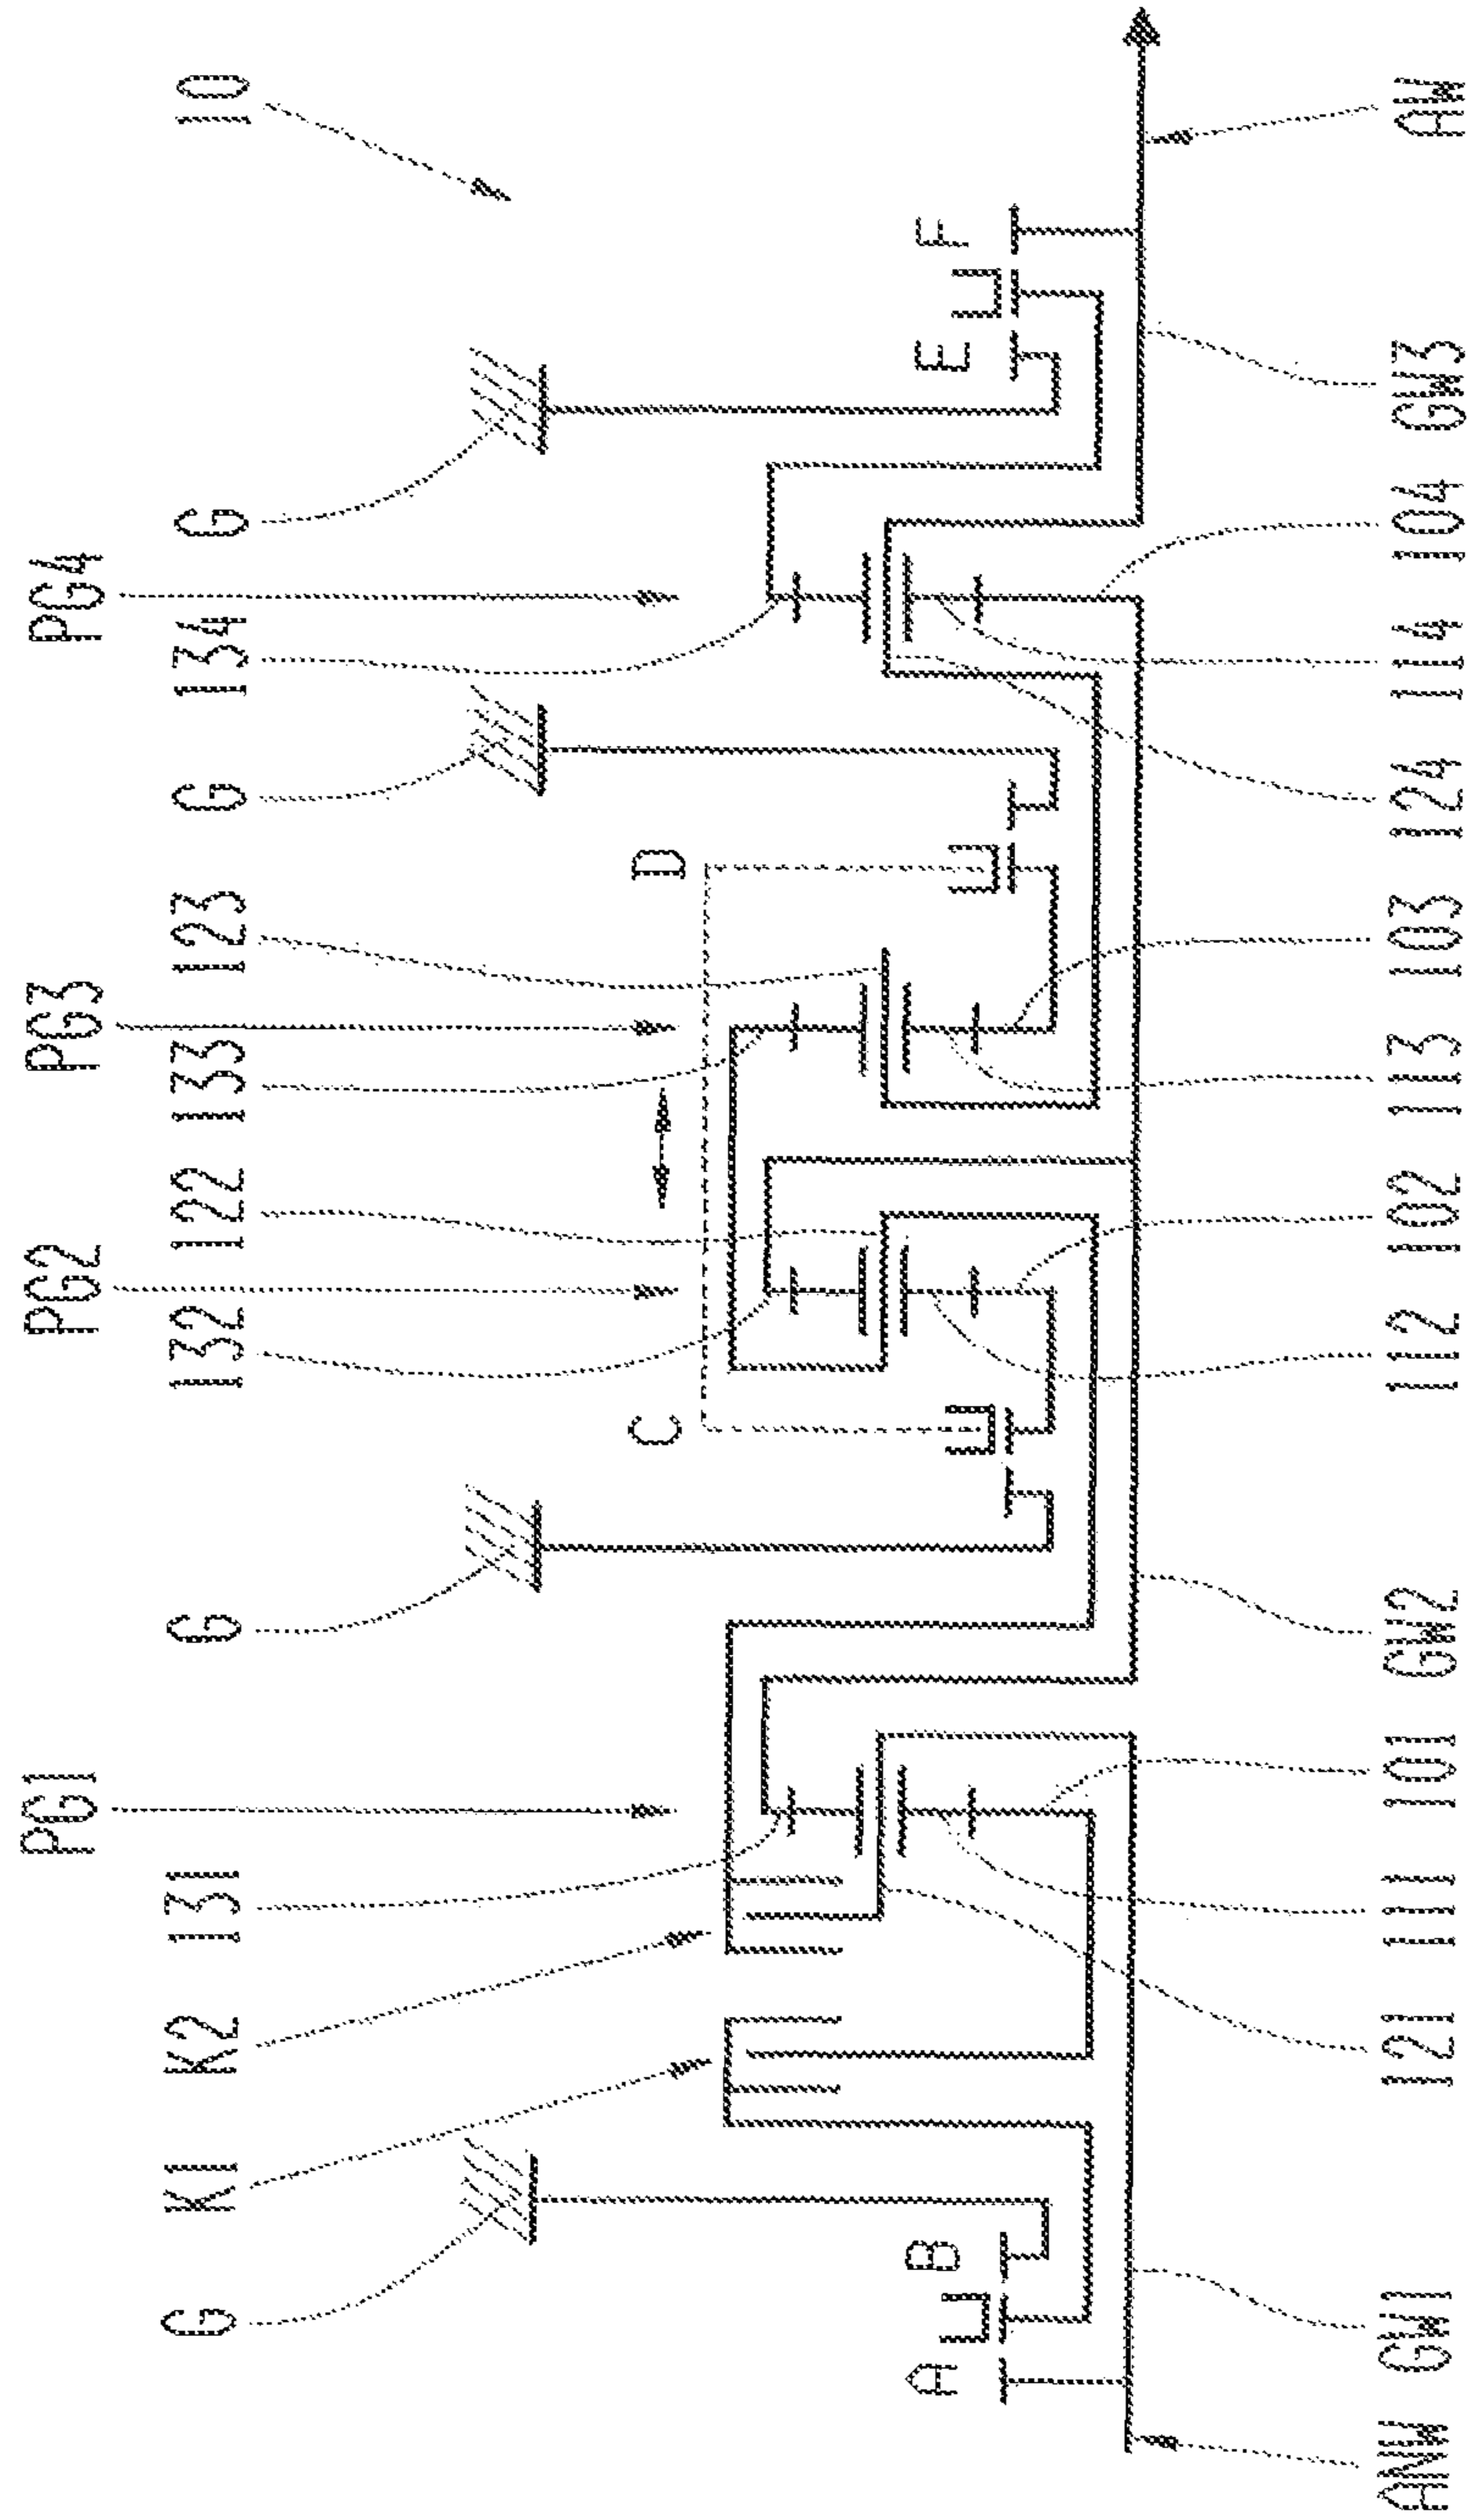 PG1 PG2 PG3 PG4
G K1 K2 131 G 132 122 133 123 G 134 G 10
C D
A B E F
ANW GW1 121 111 101 GW2 112 102 113 103 124 114 104 GW3 AW